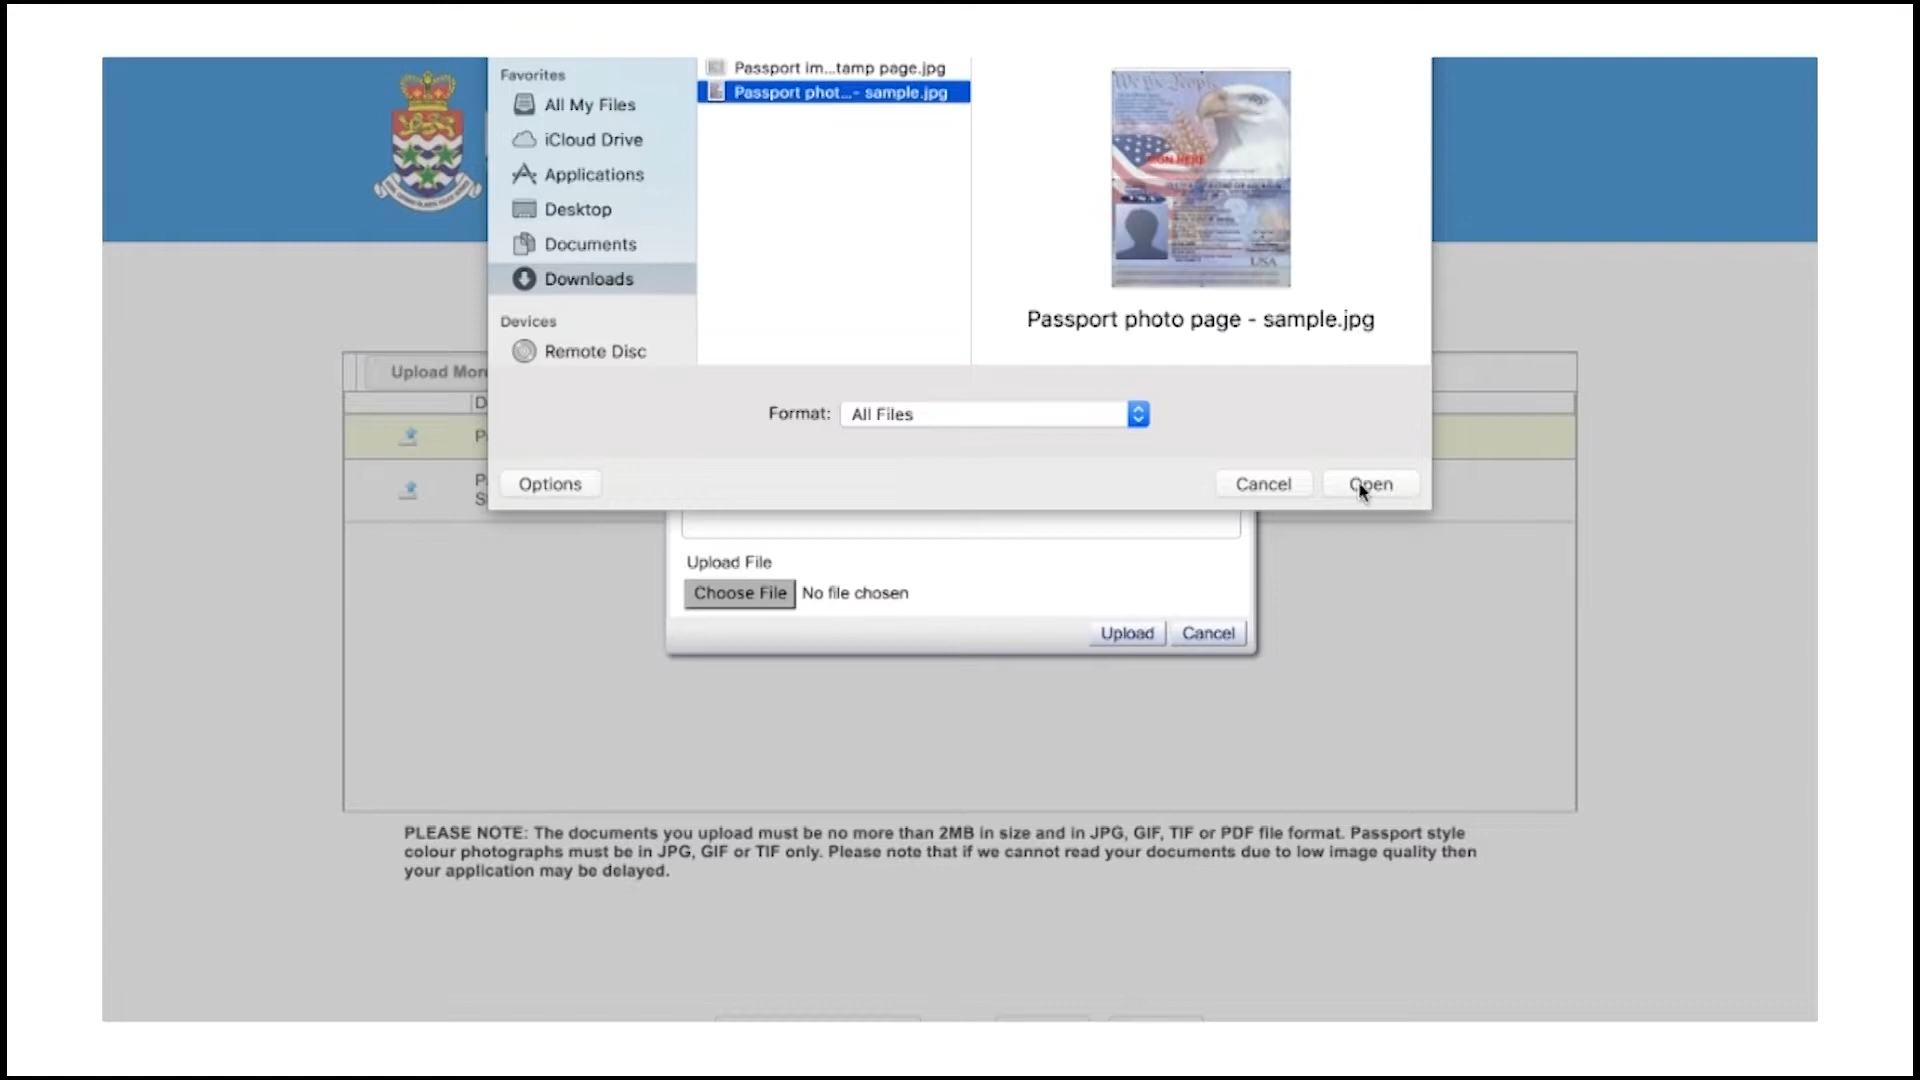 Favorites
All My Files
iCloud Drive
Applications
Desktop
Documents
Downloads
Devices
Remote Disc
Passport im...tamp page.jpg
Passport phot...- sample.jpg
We the People
USA
Passport photo page - sample.jpg
Format: All Files
Options
Cancel
Open
Upload Mor
D
P
P
S
Upload File
Choose File No file chosen
Upload
Cancel
PLEASE NOTE: The documents you upload must be no more than 2MB in size and in JPG, GIF, TIF or PDF file format. Passport style
colour photographs must be in JPG, GIF or TIF only. Please note that if we cannot read your documents due to low image quality then
your application may be delayed.